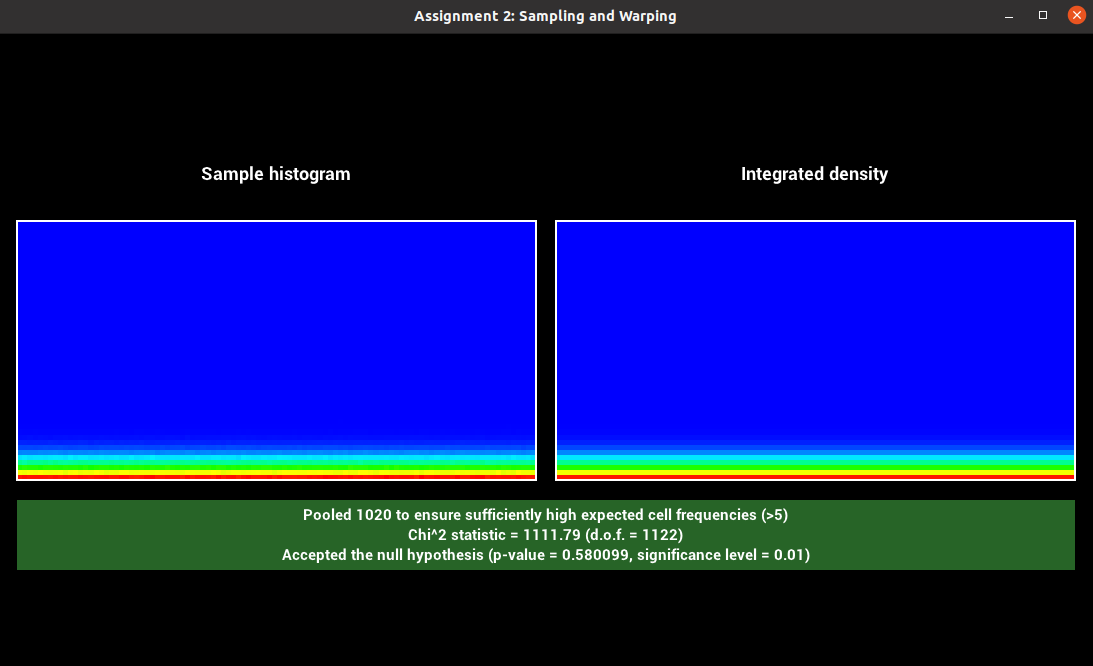 Assignment 2: Sampling and Warping
Sample histogram
Integrated density
Pooled 1020 to ensure sufficiently high expected cell frequencies (>5)
Chi^2 statistic = 1111.79 (d.o.f. = 1122)
Accepted the null hypothesis (p-value = 0.580099, significance level = 0.01)